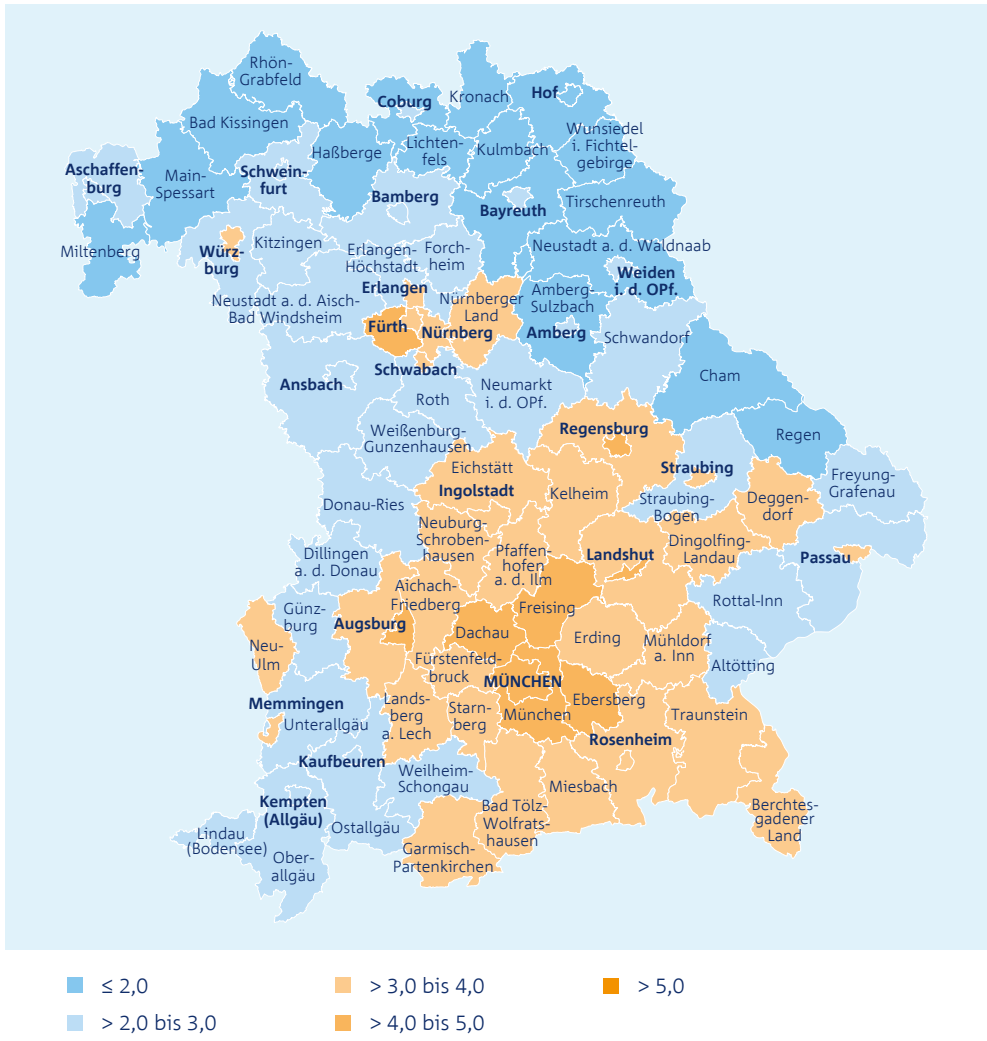 Rhön-
Grabfeld
Coburg
Kronach
Hof
Bad Kissingen
Wunsiedel
i. Fichtel-
gebirge
Lichten-
fels
Kulmbach
Haßberge
Aschaffen-
burg
Main-
Spessart
Schwein-
furt
Bamberg
Bayreuth
Tirschenreuth
Miltenberg
Würz-
burg
Kitzingen
Erlangen-
Höchstadt
Forch-
heim
Neustadt a. d. Waldnaab
Weiden
i. d. OPf.
Erlangen
Neustadt a. d. Aisch-
Bad Windsheim
Nürnberger
Land
Amberg-
Sulzbach
Fürth
Nürnberg
Amberg
Schwandorf
Schwabach
Ansbach
Roth
Neumarkt
i. d. OPf.
Cham
Weißenburg-
Gunzenhausen
Regensburg
Regen
Eichstätt
Straubing
Freyung-
Grafenau
Ingolstadt
Kelheim
Straubing-
Bogen
Deggen-
dorf
Donau-Ries
Neuburg-
Schroben-
hausen
Pfaffen-
hofen
a. d. Ilm
Landshut
Dingolfing-
Landau
Passau
Dillingen
a. d. Donau
Aichach-
Friedberg
Freising
Rottal-Inn
Günz-
burg
Augsburg
Dachau
Erding
Mühldorf
a. Inn
Neu-
Ulm
Fürstenfeld-
bruck
MÜNCHEN
Altötting
Memmingen
Unterallgäu
Lands-
berg
a. Lech
Starn-
berg
München
Ebersberg
Traunstein
Rosenheim
Kaufbeuren
Weilheim-
Schongau
Miesbach
Kempten
(Allgäu)
Ostallgäu
Bad Tölz-
Wolfrats-
hausen
Berchtes-
gadener
Land
Lindau
(Bodensee)
Ober-
allgäu
Garmisch-
Partenkirchen
≤ 2,0
> 2,0 bis 3,0
> 3,0 bis 4,0
> 4,0 bis 5,0
> 5,0